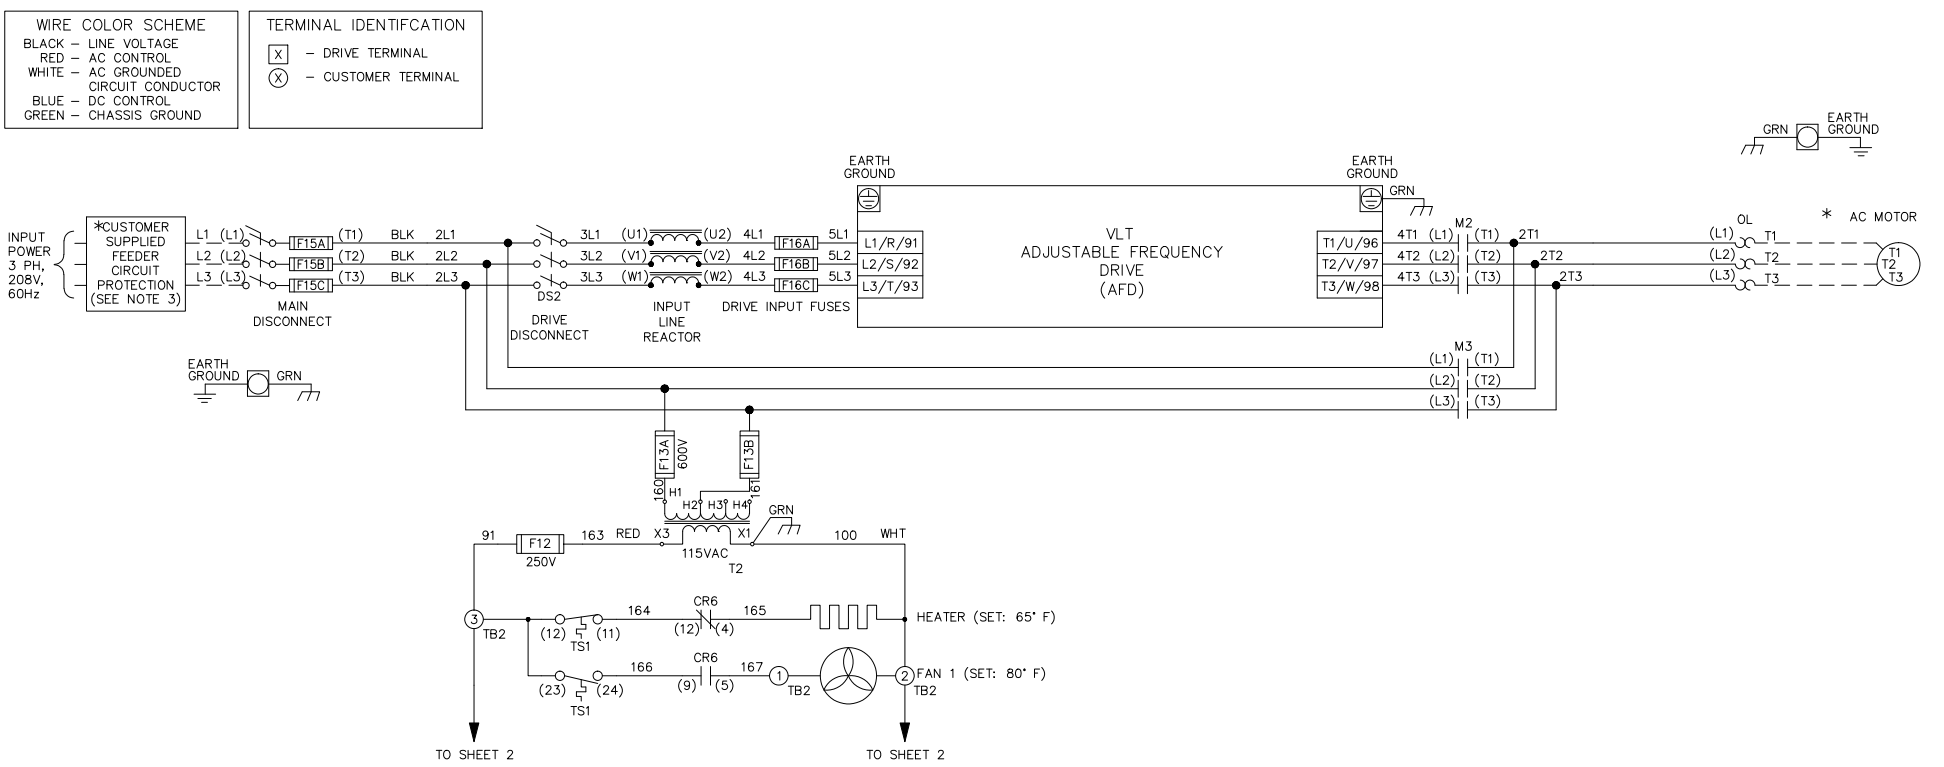 WIRE COLOR SCHEME
BLACK – LINE VOLTAGE
RED – AC CONTROL
WHITE – AC GROUNDED
CIRCUIT CONDUCTOR
BLUE – DC CONTROL
GREEN – CHASSIS GROUND
TERMINAL IDENTIFCATION
X – DRIVE TERMINAL
X – CUSTOMER TERMINAL
GRN
EARTH
GROUND
INPUT
POWER
3 PH,
208V,
60Hz
*CUSTOMER
SUPPLIED
FEEDER
CIRCUIT
PROTECTION
(SEE NOTE 3)
L1 (L1) F15A (T1) BLK 2L1
L2 (L2) F15B (T2) BLK 2L2
L3 (L3) F15C (T3) BLK 2L3
MAIN
DISCONNECT
DS2
DRIVE
DISCONNECT
3L1 (U1) (U2) 4L1 F16A 5L1
3L2 (V1) (V2) 4L2 F16B 5L2
3L3 (W1) (W2) 4L3 F16C 5L3
INPUT
LINE
REACTOR
DRIVE INPUT FUSES
EARTH
GROUND
L1/R/91
L2/S/92
L3/T/93
VLT
ADJUSTABLE FREQUENCY
DRIVE
(AFD)
EARTH
GROUND
GRN
T1/U/96
T2/V/97
T3/W/98
M2
4T1 (L1) (T1) 2T1
4T2 (L2) (T2) 2T2
4T3 (L3) (T3) 2T3
OL
(L1) T1
(L2) T2
(L3) T3
* AC MOTOR
T1
T2
T3
M3
(L1) (T1)
(L2) (T2)
(L3) (T3)
EARTH
GROUND
GRN
F13A
600V
F13B
160
H1
H2
H3
H4
161
GRN
91
F12
250V
163
RED
X3
X1
115VAC
T2
100
WHT
3
TB2
(12)
(11)
TS1
164
CR6
(12)
(4)
165
HEATER (SET: 65° F)
(23)
(24)
TS1
166
CR6
(9)
(5)
167
1
TB2
2
TB2
FAN 1 (SET: 80° F)
TO SHEET 2
TO SHEET 2